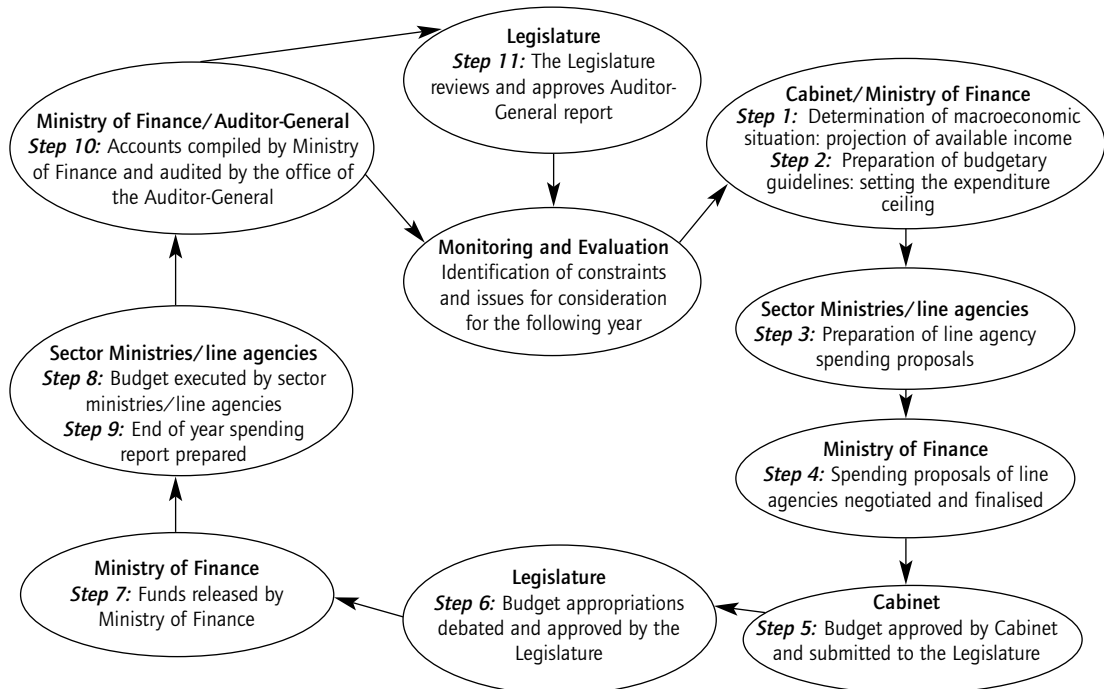 Legislature
Step 11: The Legislature
reviews and approves Auditor-
General report
Cabinet/Ministry of Finance
Step 1: Determination of macroeconomic
situation: projection of available income
Step 2: Preparation of budgetary
guidelines: setting the expenditure
ceiling
Sector Ministries/line agencies
Step 3: Preparation of line agency
spending proposals
Ministry of Finance
Step 4: Spending proposals of line
agencies negotiated and finalised
Cabinet
Step 5: Budget approved by Cabinet
and submitted to the Legislature
Legislature
Step 6: Budget appropriations
debated and approved by the
Legislature
Ministry of Finance
Step 7: Funds released by
Ministry of Finance
Sector Ministries/line agencies
Step 8: Budget executed by sector
ministries/line agencies
Step 9: End of year spending
report prepared
Ministry of Finance/Auditor-General
Step 10: Accounts compiled by Ministry
of Finance and audited by the office of
the Auditor-General
Monitoring and Evaluation
Identification of constraints
and issues for consideration
for the following year